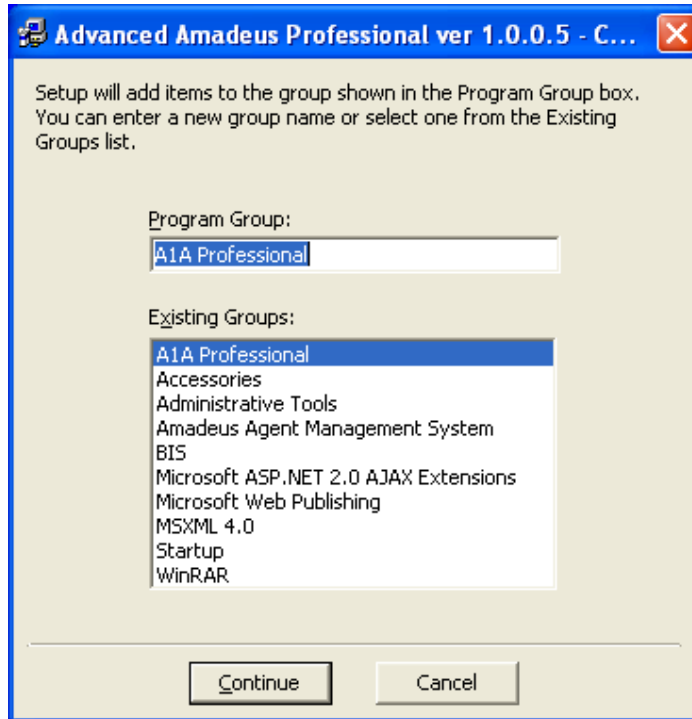 Advanced Amadeus Professional ver 1.0.0.5 - C...
Setup will add items to the group shown in the Program Group box.
You can enter a new group name or select one from the Existing
Groups list.
Program Group:
A1A Professional
Existing Groups:
A1A Professional
Accessories
Administrative Tools
Amadeus Agent Management System
BIS
Microsoft ASP.NET 2.0 AJAX Extensions
Microsoft Web Publishing
MSXML 4.0
Startup
WinRAR
Continue
Cancel